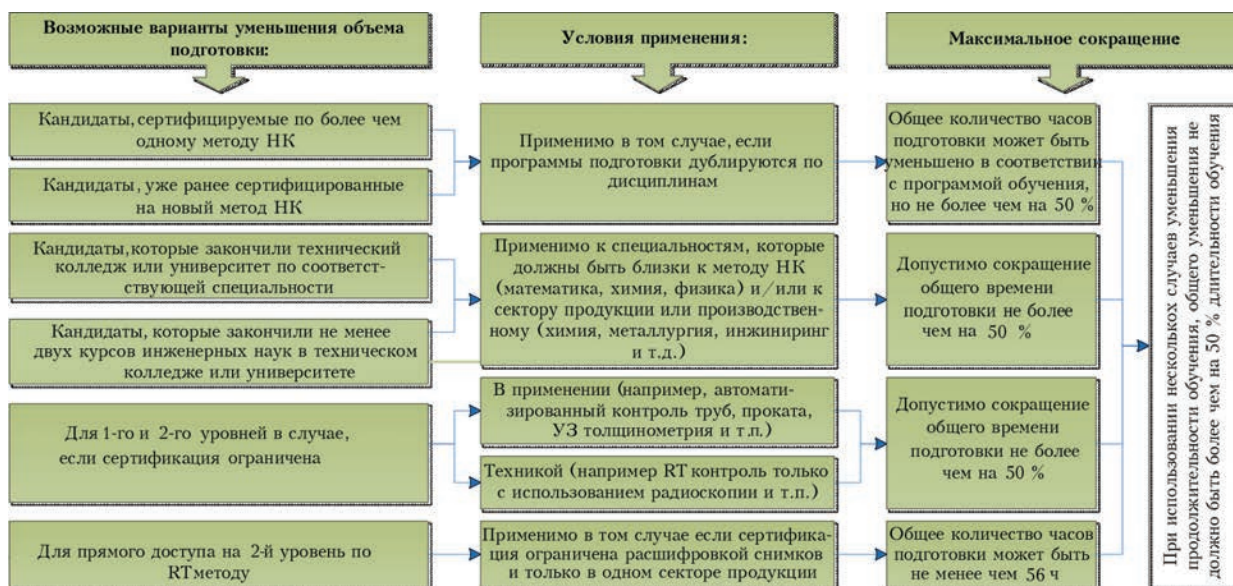 Возможные варианты уменьшения объема
подготовки:
Условия применения:
Максимальное сокращение
Кандидаты, сертифицируемые по более чем
одному методу НК
Кандидаты, уже ранее сертифицированные
на новый метод НК
Применимо в том случае, если
программы подготовки дублируются по
дисциплинам
Общее количество часов
подготовки может быть
уменьшено в соответствии
с программой обучения,
но не более чем на 50 %
Кандидаты, которые закончили технический
колледж или университет по соответст-
ствующей специальности
Кандидаты, которые закончили не менее
двух курсов инженерных наук в техническом
колледже или университете
Применимо к специальностям, которые
должны быть близки к методу НК
(математика, химия, физика) и/или к
сектору продукции или производствен-
ному (химия, металлургия, инжиниринг
и т.д.)
Допустимо сокращение
общего времени
подготовки не более
чем на 50 %
Для 1-го и 2-го уровней в случае,
если сертификация ограничена
В применении (например, автомати-
зированный контроль труб, проката,
УЗ толщинометрия и т.п.)
Техникой (например RT контроль только
с использованием радиоскопии и т.п.)
Допустимо сокращение
общего времени
подготовки не более
чем на 50 %
Для прямого доступа на 2-й уровень по
RT методу
Применимо в том случае если сертифика-
ция ограничена расшифровкой снимков
и только в одном секторе продукции
Общее количество часов
подготовки может быть
не менее чем 56 ч
При использовании нескольких случаев уменьшения
продолжительности обучения, общего уменьшения не
должно быть более чем на 50 % длительности обучения